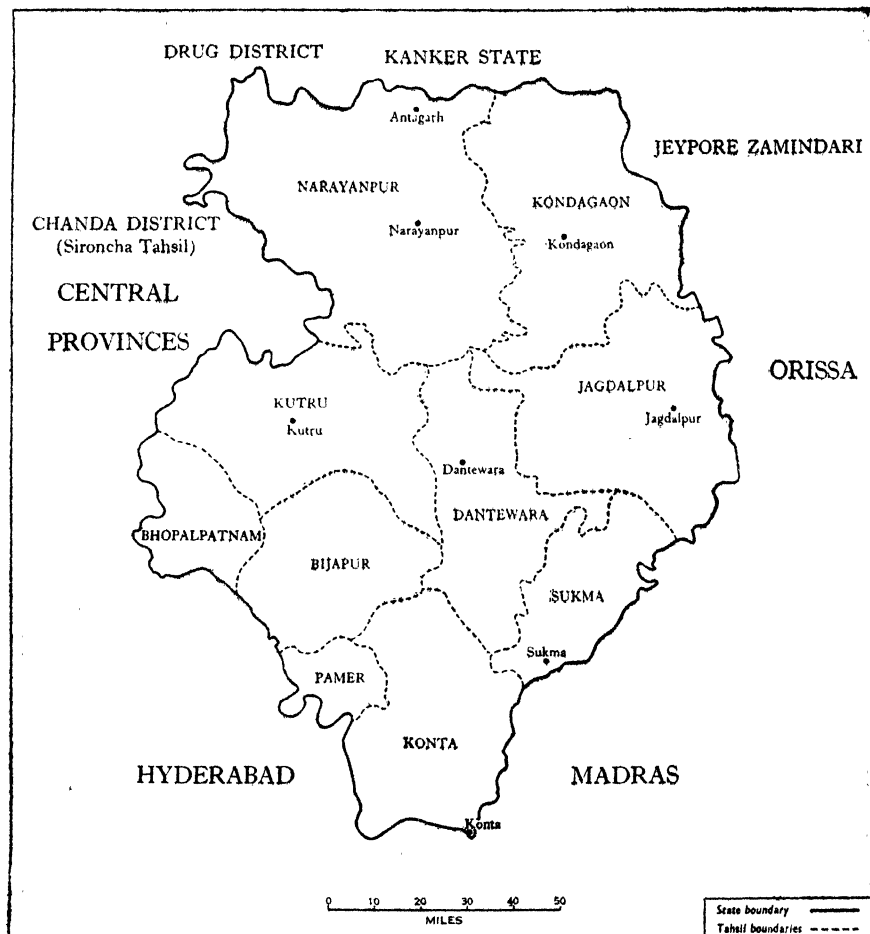 DRUG DISTRICT
KANKER STATE
Antagarh
JEYPORE ZAMINDARI
NARAYANPUR
KONDAGAON
CHANDA DISTRICT
(Sironcha Tahsil)
Narayanpur
Kondagaon
CENTRAL
PROVINCES
ORISSA
JAGDALPUR
KUTRU
Kutru
Jagdalpur
Dantewara
DANTEWARA
BHOPALPATNAM
BIJAPUR
SUKMA
Sukma
PAMER
KONTA
HYDERABAD
MADRAS
Konta
0 10 20 30 40 50
MILES
State boundary
Tahsil boundaries